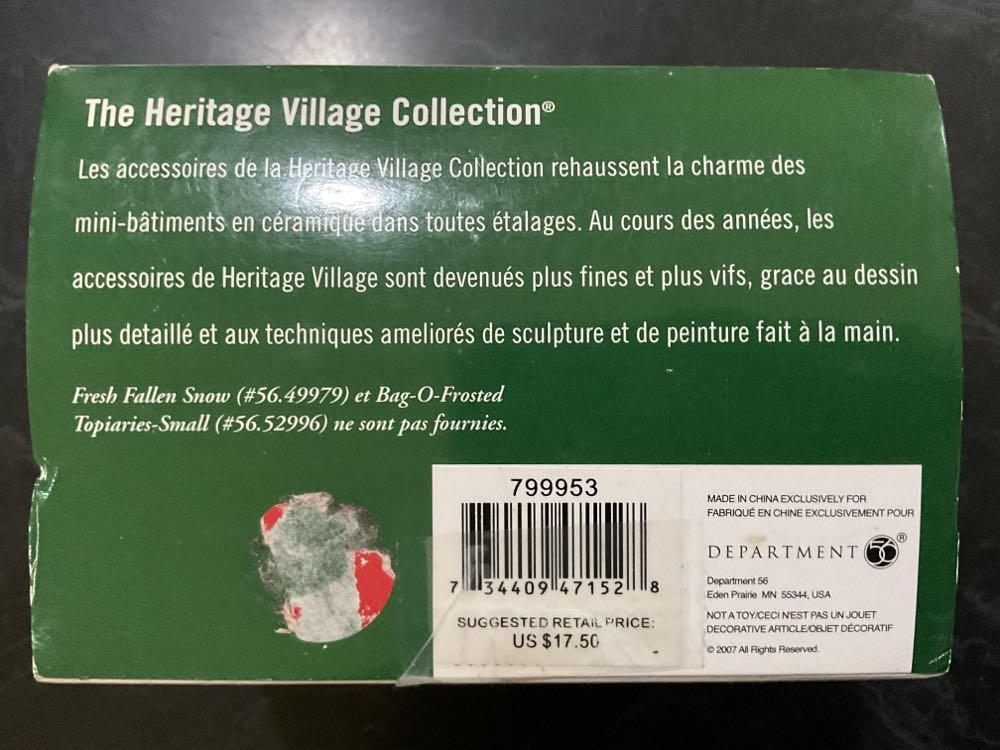 The Heritage Village Collection®
Les accessoires de la Heritage Village Collection rehaussent la charme des
mini-bâtiments en céramique dans toutes étalages. Au cours des années, les
accessoires de Heritage Village sont devenués plus fines et plus vifs, grace au dessin
plus detaillé et aux techniques ameliorés de sculpture et de peinture fait à la main.
Fresh Fallen Snow (#56.49979) et Bag-O-Frosted
Topiaries-Small (#56.52996) ne sont pas fournies.
799953
7 34409 47152 8
SUGGESTED RETAIL PRICE:
US $17.50
MADE IN CHINA EXCLUSIVELY FOR
FABRIQUÉ EN CHINE EXCLUSIVEMENT POUR
DEPARTMENT 56®
Department 56
Eden Prairie MN 55344, USA
NOT A TOY/CECI N'EST PAS UN JOUET
DECORATIVE ARTICLE/OBJET DÉCORATIF
© 2007 All Rights Reserved.